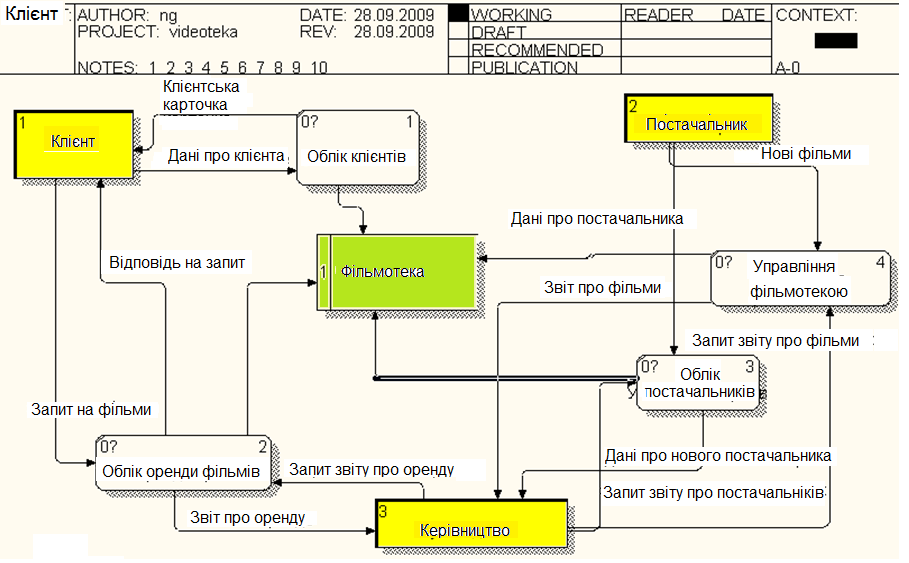 Клієнт
AUTHOR: ng
DATE: 28.09.2009
WORKING
READER
DATE
CONTEXT:
PROJECT: videoteka
REV: 28.09.2009
DRAFT
RECOMMENDED
NOTES: 1 2 3 4 5 6 7 8 9 10
PUBLICATION
A-0
Клієнтська
карточка
1
Клієнт
0?
1
Облік клієнтів
2
Постачальник
Дані про клієнта
Нові фільми
Дані про постачальника
Відповідь на запит
1
Фільмотека
0?
4
Управління
фільмотекою
Звіт про фільми
Запит звіту про фільми :
0?
3
Облік
постачальників
Запит на фільми
0?
2
Облік оренди фільмів
Запит звіту про оренду
Дані про нового постачальника
Запит звіту про постачальніків
Звіт про оренду
3
Керівництво